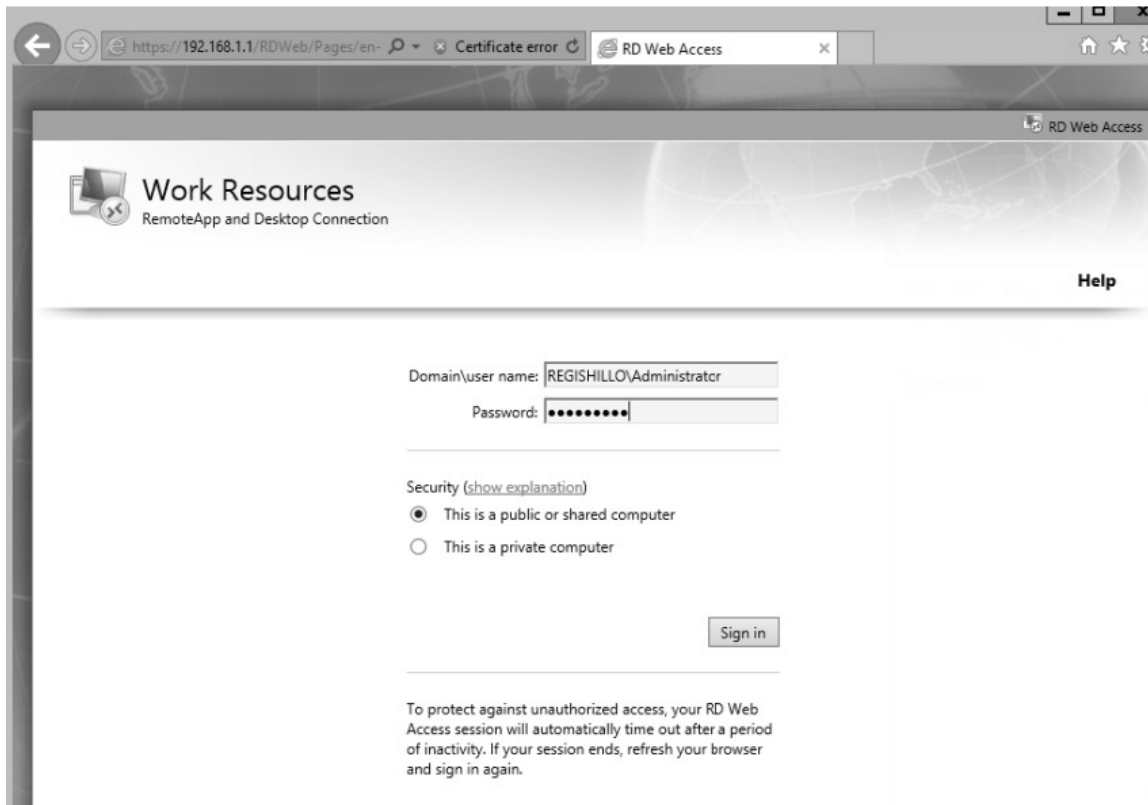 https://192.168.1.1/RDWeb/Pages/en- Certificate error RD Web Access
RD Web Access
Work Resources
RemoteApp and Desktop Connection
Help
Domain\user name: REGISHILLO\Administrator
Password:
Security (show explanation)
This is a public or shared computer
This is a private computer
Sign in
To protect against unauthorized access, your RD Web
Access session will automatically time out after a period
of inactivity. If your session ends, refresh your browser
and sign in again.